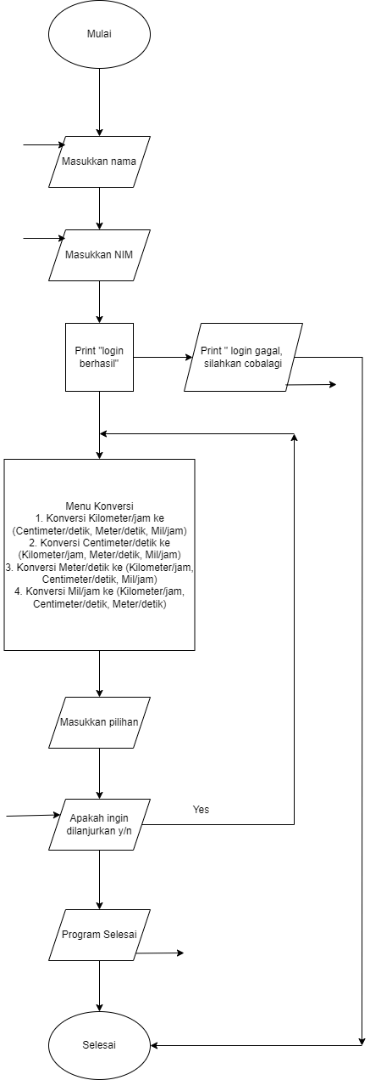 Mulai
Masukkan nama
Masukkan NIM
Print "login
berhasil"
Print " login gagal,
silahkan cobalagi
Menu Konversi
1. Konversi Kilometer/jam ke
(Centimeter/detik, Meter/detik, Mil/jam)
2. Konversi Centimeter/detik ke
(Kilometer/jam, Meter/detik, Mil/jam)
3. Konversi Meter/detik ke (Kilometer/jam,
Centimeter/detik, Mil/jam)
4. Konversi Mil/jam ke (Kilometer/jam,
Centimeter/detik, Meter/detik)
Masukkan pilihan
Apakah ingin
dilanjurkan y/n
Yes
Program Selesai
Selesai